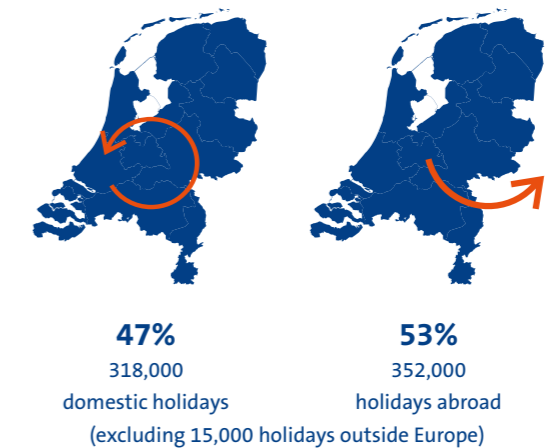 47%
318,000
domestic holidays
53%
352,000
holidays abroad
(excluding 15,000 holidays outside Europe)